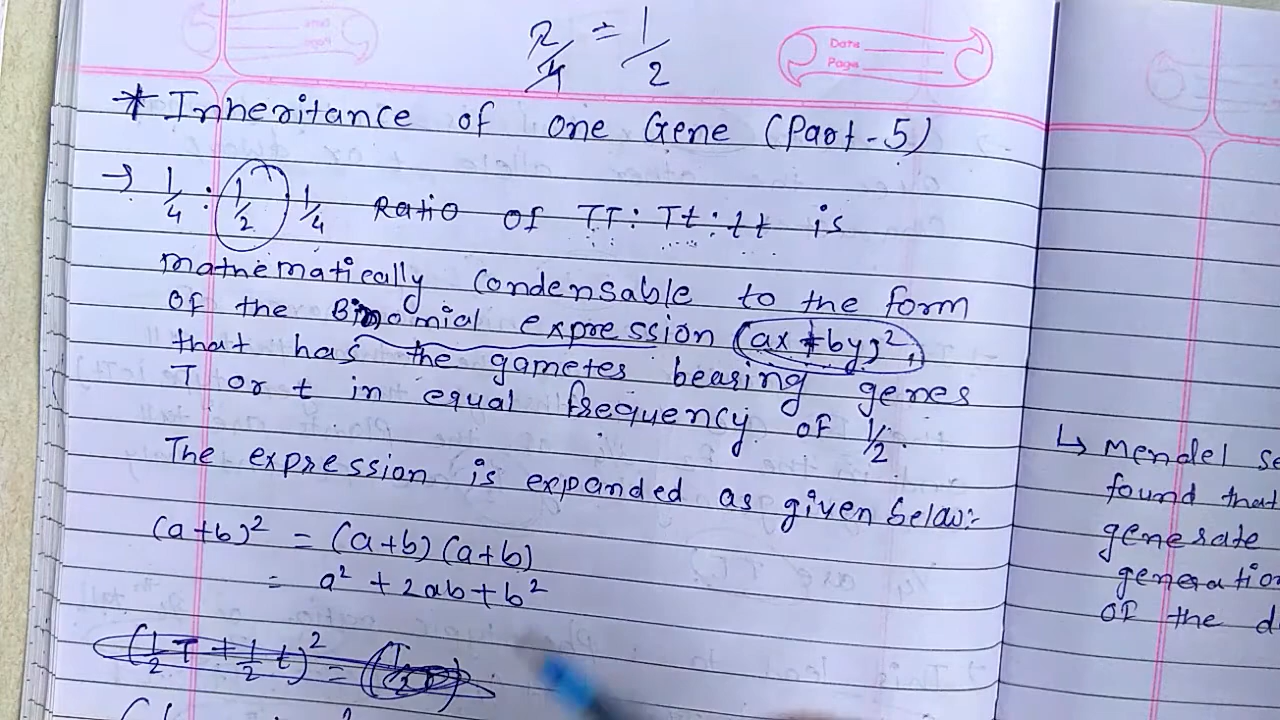 2/4 = 1/2
Date
Page
* Inheritance of one Gene (Part-5)
→ 1/4 : 1/2 : 1/4 Ratio of TT : Tt : tt is
mathematically condensable to the form
of the Binomial expression (ax+by)²,
that has the gametes bearing genes
T or t in equal frequency of 1/2.
The expression is expanded as given below:-
(a+b)² = (a+b) (a+b)
= a² + 2ab + b²
(1/2 T + 1/2 t)² =
↳ Mendel se
found that
generate
generation
of the d